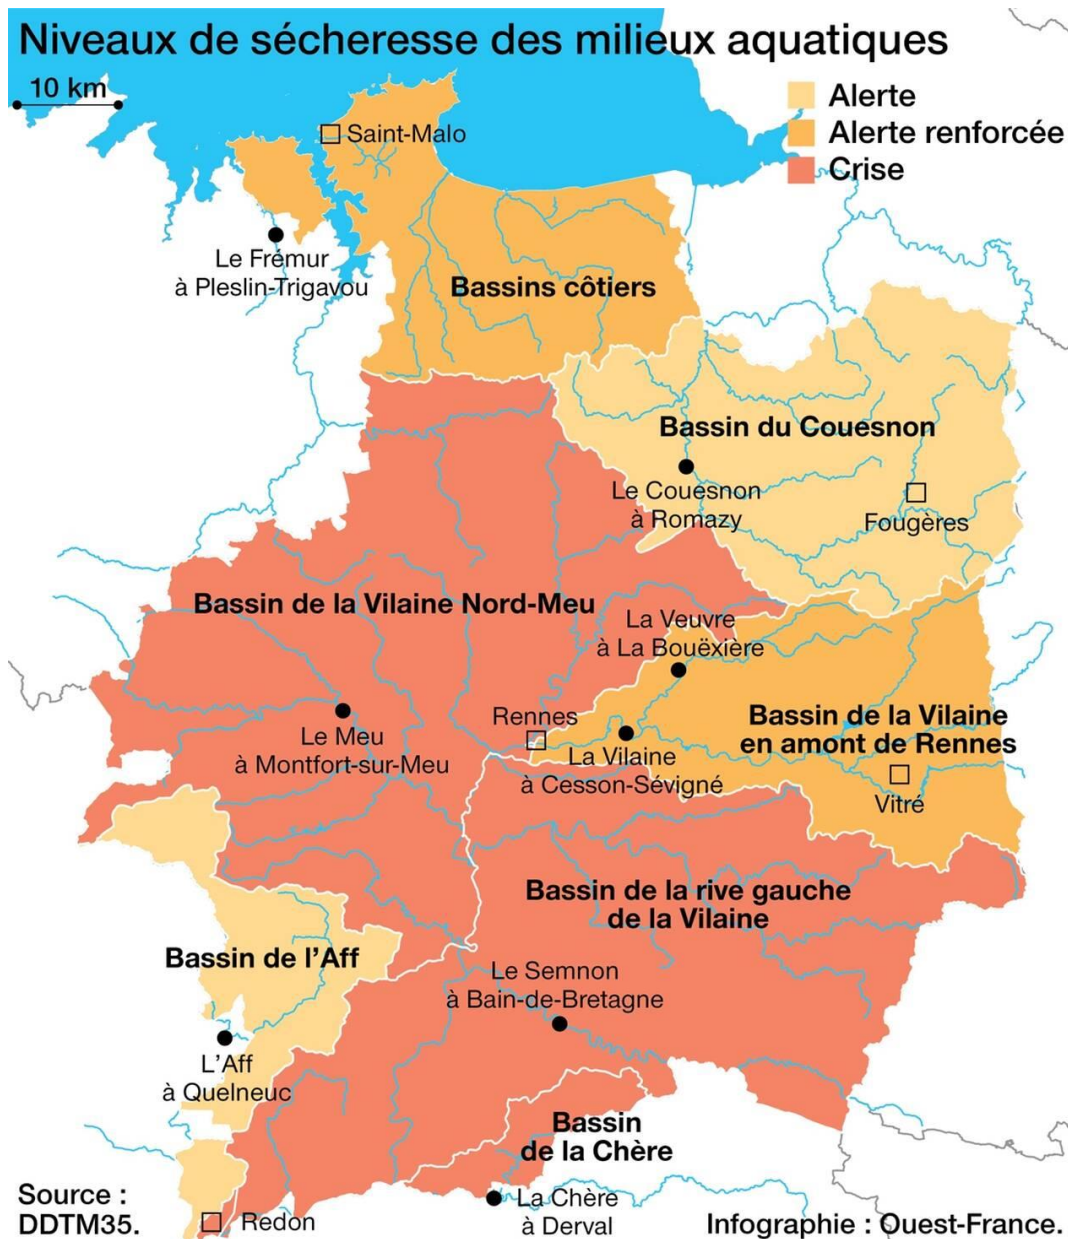 Niveaux de sécheresse des milieux aquatiques
10 km
Alerte
Alerte renforcée
Crise
Saint-Malo
Le Frémur
à Pleslin-Trigavou
Bassins côtiers
Bassin du Couesnon
Le Couesnon
à Romazy
Fougères
Bassin de la Vilaine Nord-Meu
La Veuvre
à La Bouëxière
Rennes
Bassin de la Vilaine
en amont de Rennes
Le Meu
à Montfort-sur-Meu
La Vilaine
à Cesson-Sévigné
Vitré
Bassin de la rive gauche
de la Vilaine
Bassin de l'Aff
Le Semnon
à Bain-de-Bretagne
L'Aff
à Quelneuc
Bassin
de la Chère
La Chère
à Derval
Redon
Source :
DDTM35.
Infographie : Ouest-France.